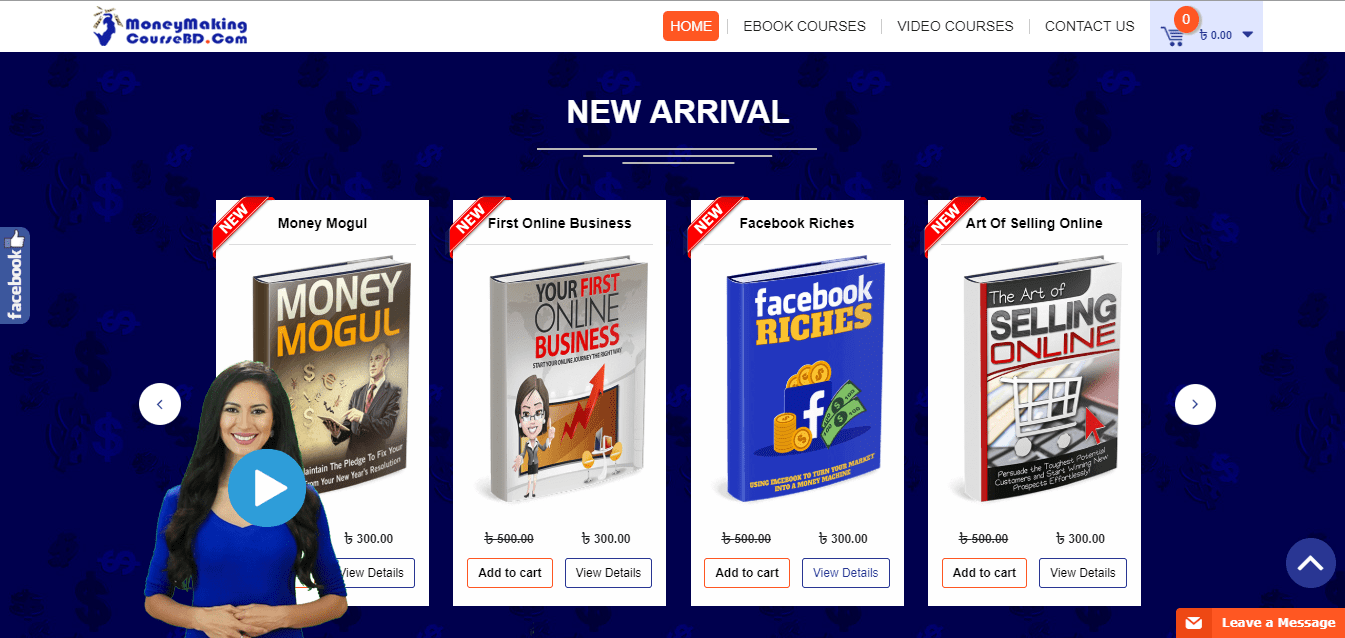 MoneyMaking
CourseBD.Com
HOME
EBOOK COURSES
VIDEO COURSES
CONTACT US
0
৳ 0.00
NEW ARRIVAL
facebook
NEW
Money Mogul
MONEY
MOGUL
aintain The Pledge To Fix Your
From Your New Year's Resolution
৳ 300.00
View Details
NEW
First Online Business
YOUR FIRST
ONLINE
BUSINESS
START YOUR ONLINE JOURNEY THE RIGHT WAY
৳ 500.00
৳ 300.00
Add to cart
View Details
NEW
Facebook Riches
facebook
RICHES
f
USING FACEBOOK TO TURN YOUR MARKET
INTO A MONEY MACHINE
৳ 500.00
৳ 300.00
Add to cart
View Details
NEW
Art Of Selling Online
The Art of
SELLING
ONLINE
Persuade the Toughest Potential
Customers and Start Winning New
Prospects Effortlessly!
৳ 500.00
৳ 300.00
Add to cart
View Details
Leave a Message